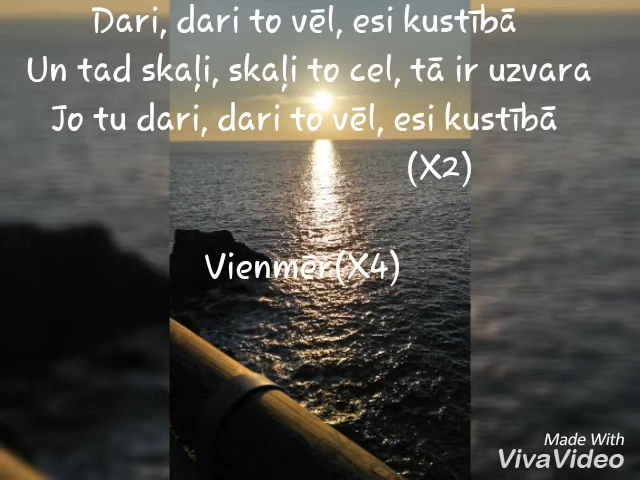 Dari, dari to vēl, esi kustībā
Un tad skaļi, skaļi to cel, tā ir uzvara
Jo tu dari, dari to vēl, esi kustībā
(X2)
Vienmēr(X4)
Made With
VivaVideo